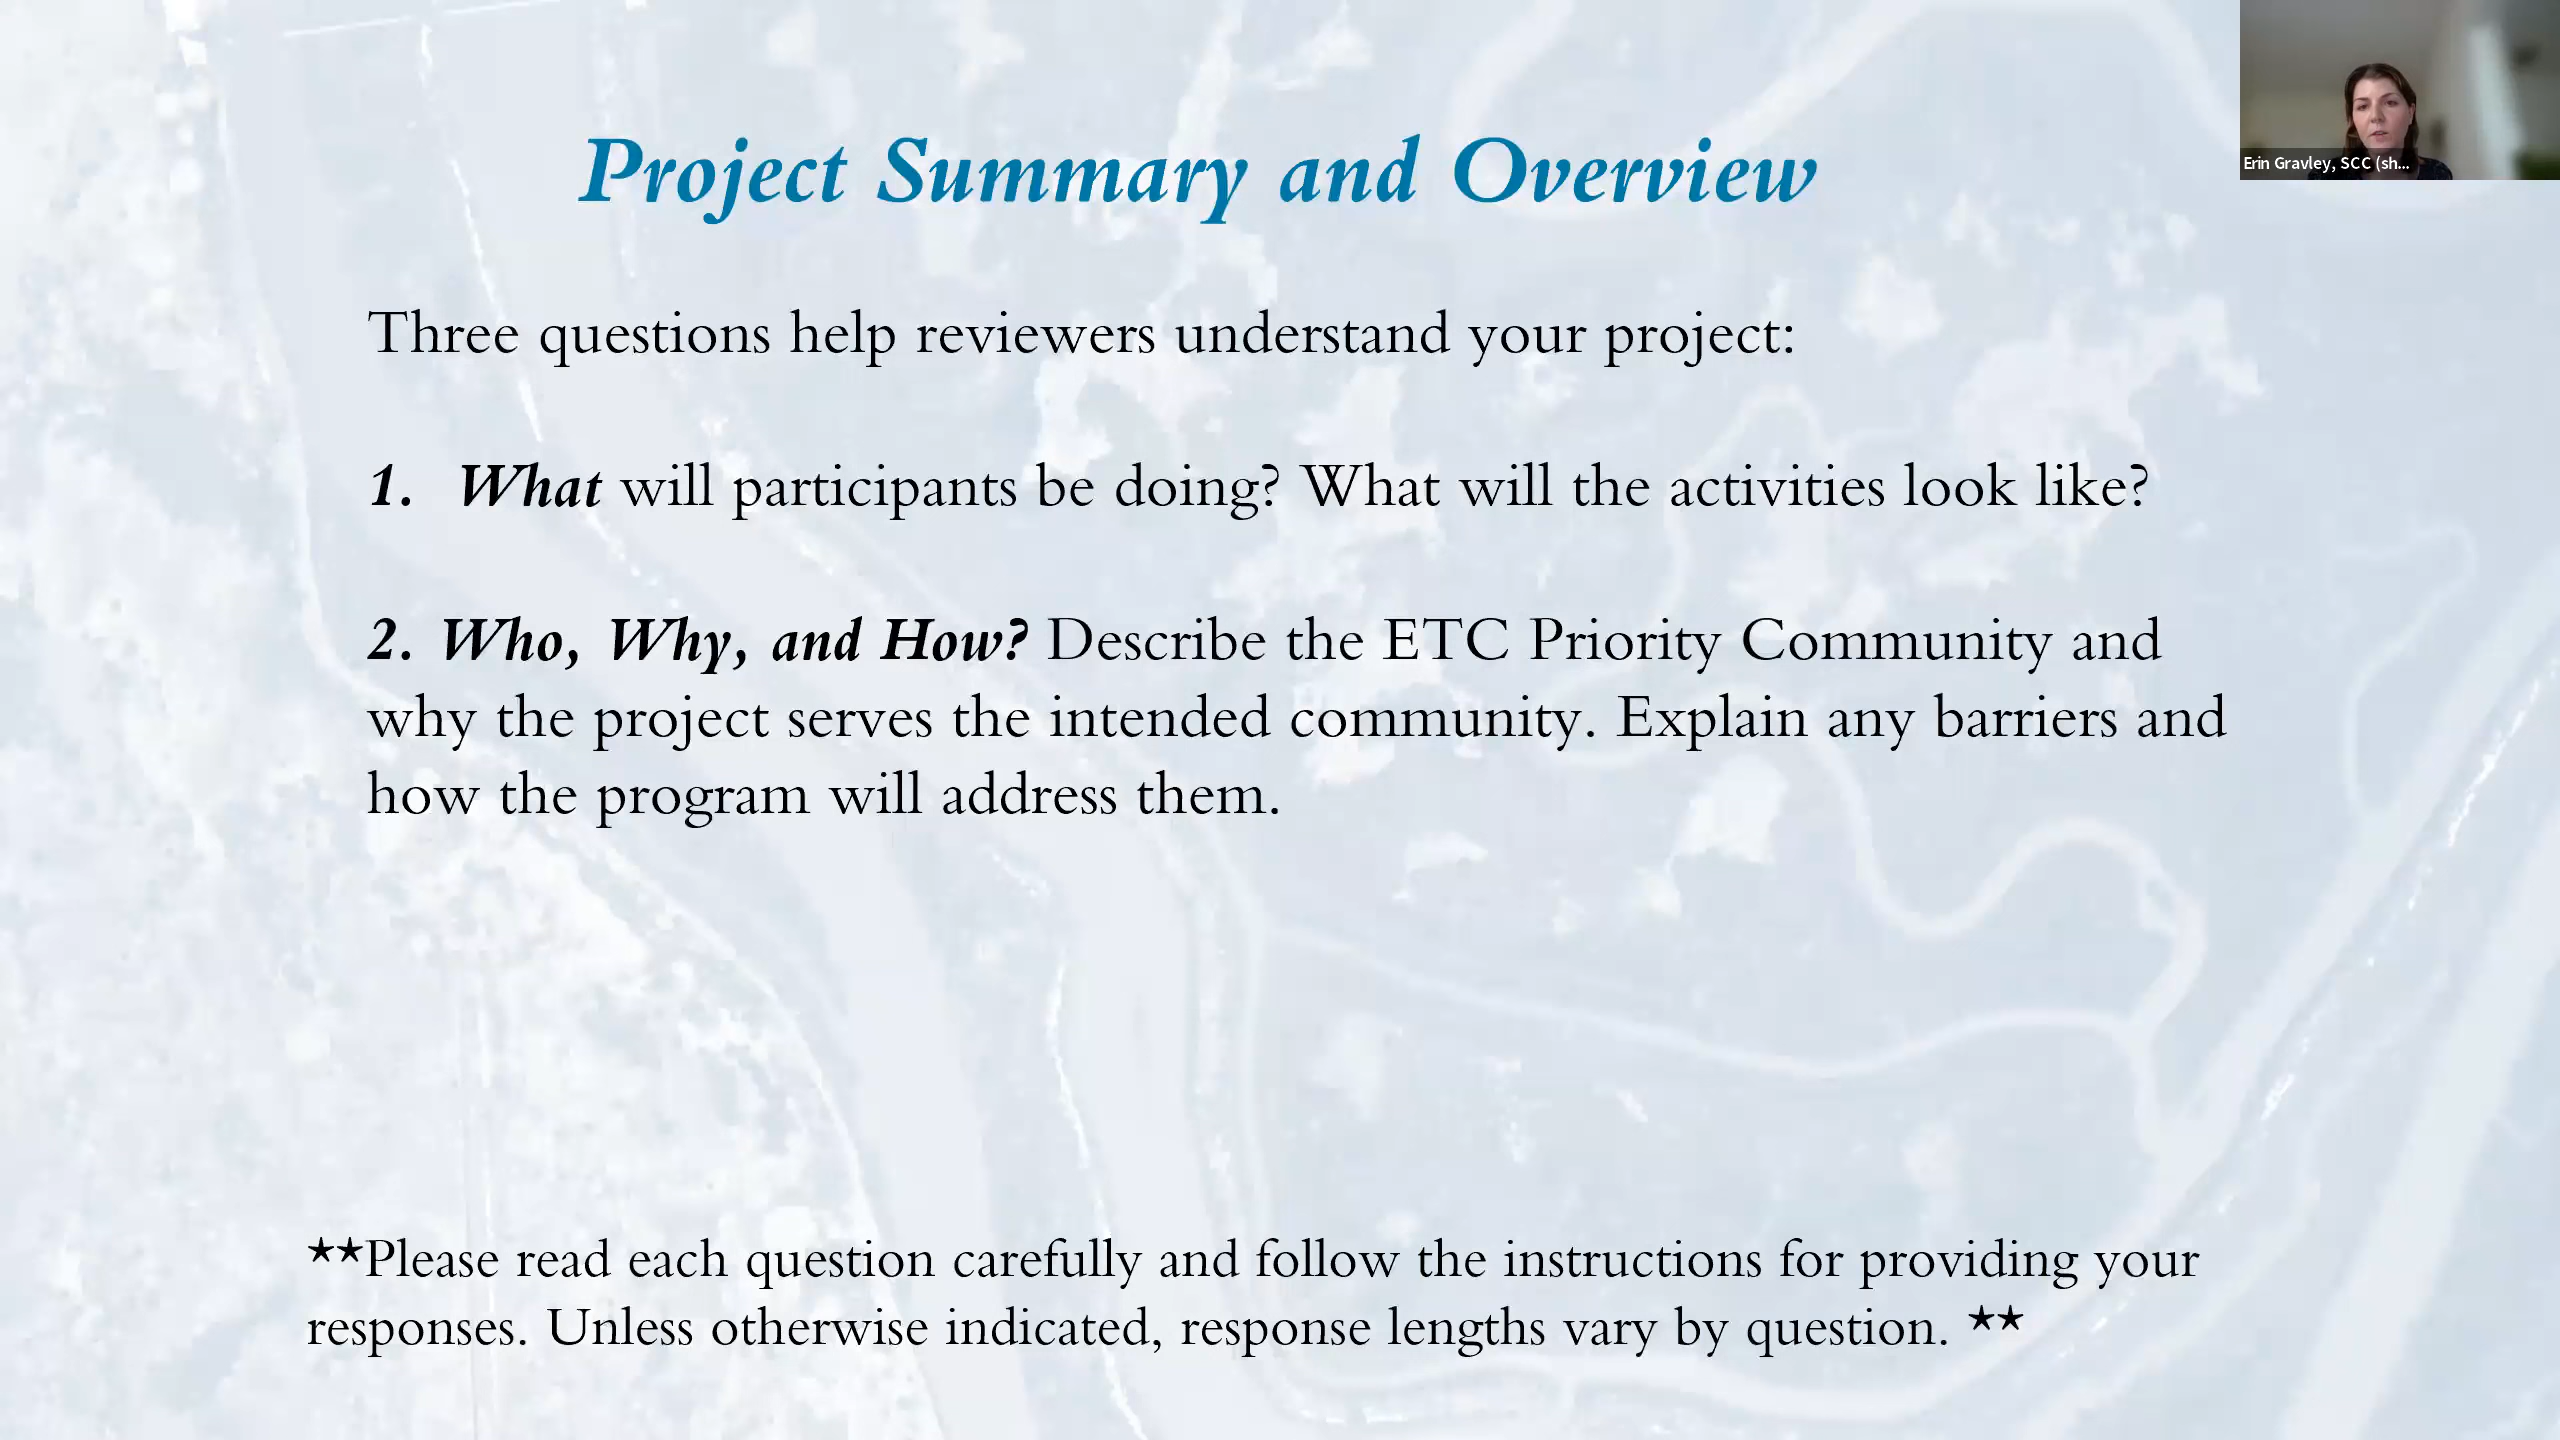 Project Summary and Overview
Erin Gravley, SCC (sh...
Three questions help reviewers understand your project:
1. What will participants be doing? What will the activities look like?
2. Who, Why, and How? Describe the ETC Priority Community and
why the project serves the intended community. Explain any barriers and
how the program will address them.
**Please read each question carefully and follow the instructions for providing your
responses. Unless otherwise indicated, response lengths vary by question. **